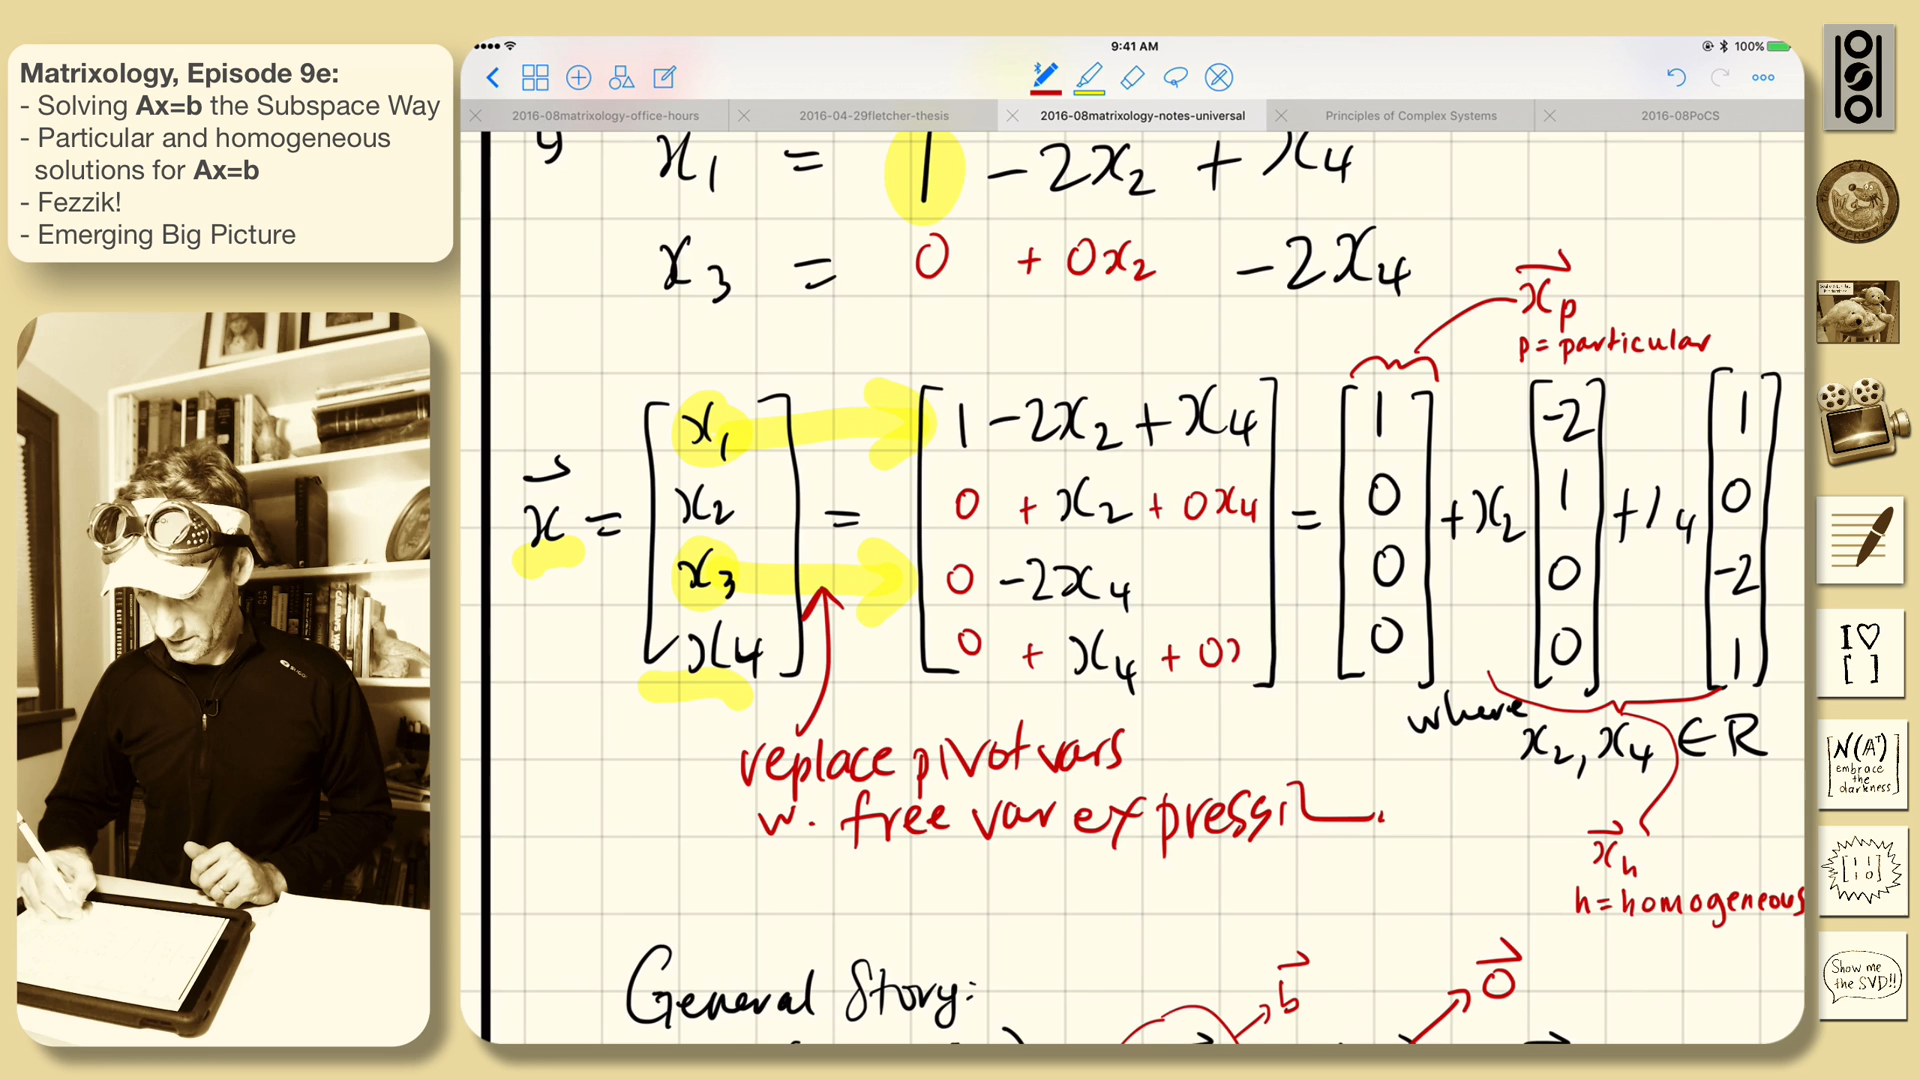 Matrixology, Episode 9e:
- Solving Ax=b the Subspace Way
- Particular and homogeneous
solutions for Ax=b
- Fezzik!
- Emerging Big Picture
9:41 AM
100%
2016-08matrixology-office-hours
2016-04-29fletcher-thesis
2016-08matrixology-notes-universal
Principles of Complex Systems
2016-08PoCS
x₁ = 1 - 2x₂ + x₄
x₃ = 0 + 0x₂ - 2x₄
x⃗p
p = particular
x⃗ = [x₁ x₂ x₃ x₄] = [1 - 2x₂ + x₄
0 + x₂ + 0x₄
0 - 2x₄
0 + x₄ + 0] = [1 0 0 0] + x₂ [-2 1 0 0] + x₄ [1 0 -2 1]
where
x₂, x₄ ∈ R
replace pivot vars
w. free var expression.
x⃗h
h = homogeneous
General Story:
b⃗
0⃗
I ♡
[ ]
N(Aᵀ)
embrace
the
darkness
[1 1
1 0]
Show me
the SVD!!